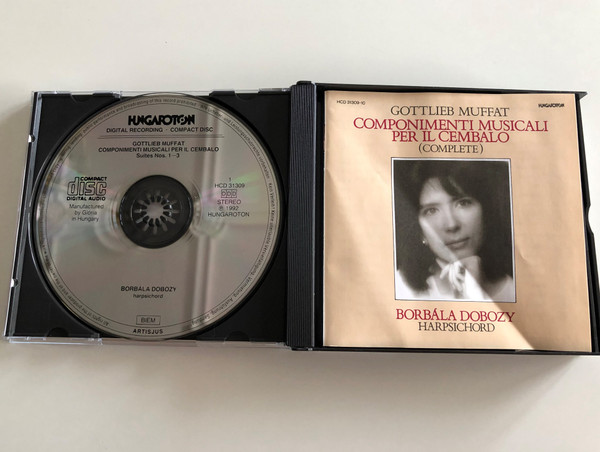 HUNGAROTON
DIGITAL RECORDING - COMPACT DISC
GOTTLIEB MUFFAT
COMPONIMENTI MUSICALI PER IL CEMBALO
Suites Nos. 1-3
COMPACT
disc
DIGITAL AUDIO
Manufactured
by Glória
in Hungary
1
HCD 31309
DDD
STEREO
℗ 1992
HUNGAROTON
BORBÁLA DOBOZY
harpsichord
BIEM
ARTISJUS
HCD 31309-10
HUNGAROTON
GOTTLIEB MUFFAT
COMPONIMENTI MUSICALI
PER IL CEMBALO
(COMPLETE)
BORBÁLA DOBOZY
HARPSICHORD